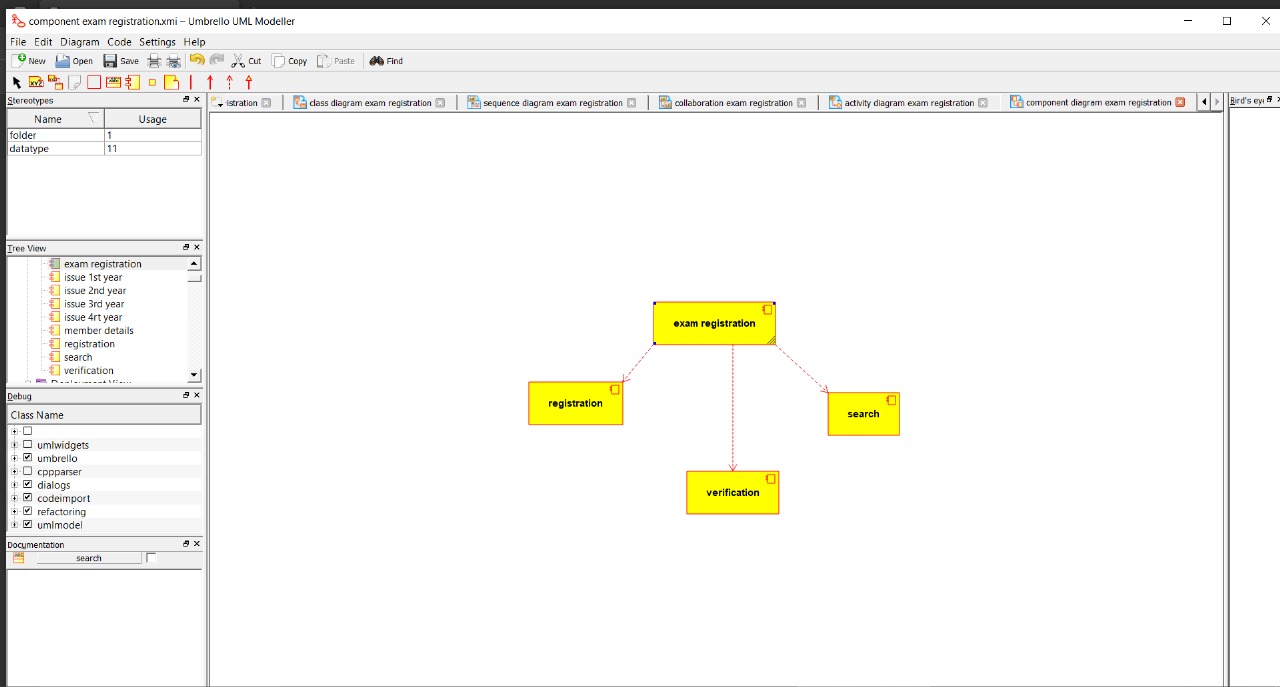 component exam registration.xmi – Umbrello UML Modeller
File Edit Diagram Code Settings Help
New Open Save Cut Copy Paste Find
Stereotypes
Name Usage
folder 1
datatype 11
istration class diagram exam registration sequence diagram exam registration collaboration exam registration activity diagram exam registration component diagram exam registration
Bird's ey
Tree View
exam registration
issue 1st year
issue 2nd year
issue 3rd year
issue 4rt year
member details
registration
search
verification
Debug
Class Name
umlwidgets
umbrello
cppparser
dialogs
codeimport
refactoring
umlmodel
Documentation
search
exam registration
registration
search
verification